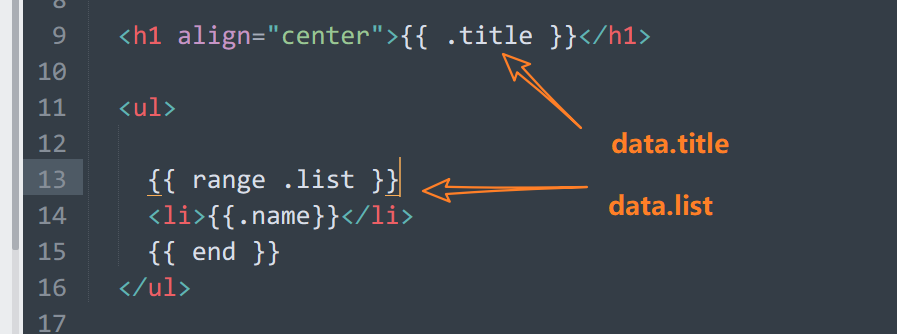 8
9 <h1 align="center">{{ .title }}</h1>
10
11 <ul>
12
data.title
13 {{ range .list }}
data.list
14 <li>{{.name}}</li>
15 {{ end }}
16 </ul>
17